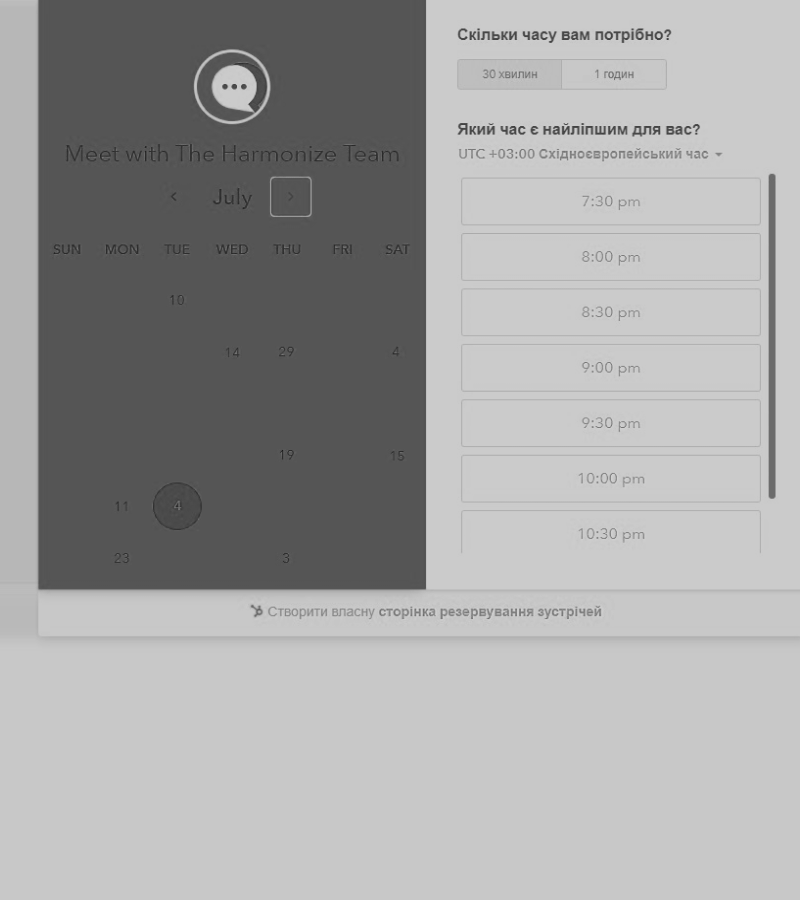 Meet with The Harmonize Team
July
SUN MON TUE WED THU FRI SAT
10
14 29 4
19 15
11 4
23 3
Скільки часу вам потрібно?
30 хвилин 1 годин
Який час є найліпшим для вас?
UTC +03:00 Східноєвропейський час
7:30 pm
8:00 pm
8:30 pm
9:00 pm
9:30 pm
10:00 pm
10:30 pm
Створити власну сторінка резервування зустрічей